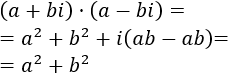 (a + bi) · (a − bi) =
= a² + b² + i(ab − ab)=
= a² + b²